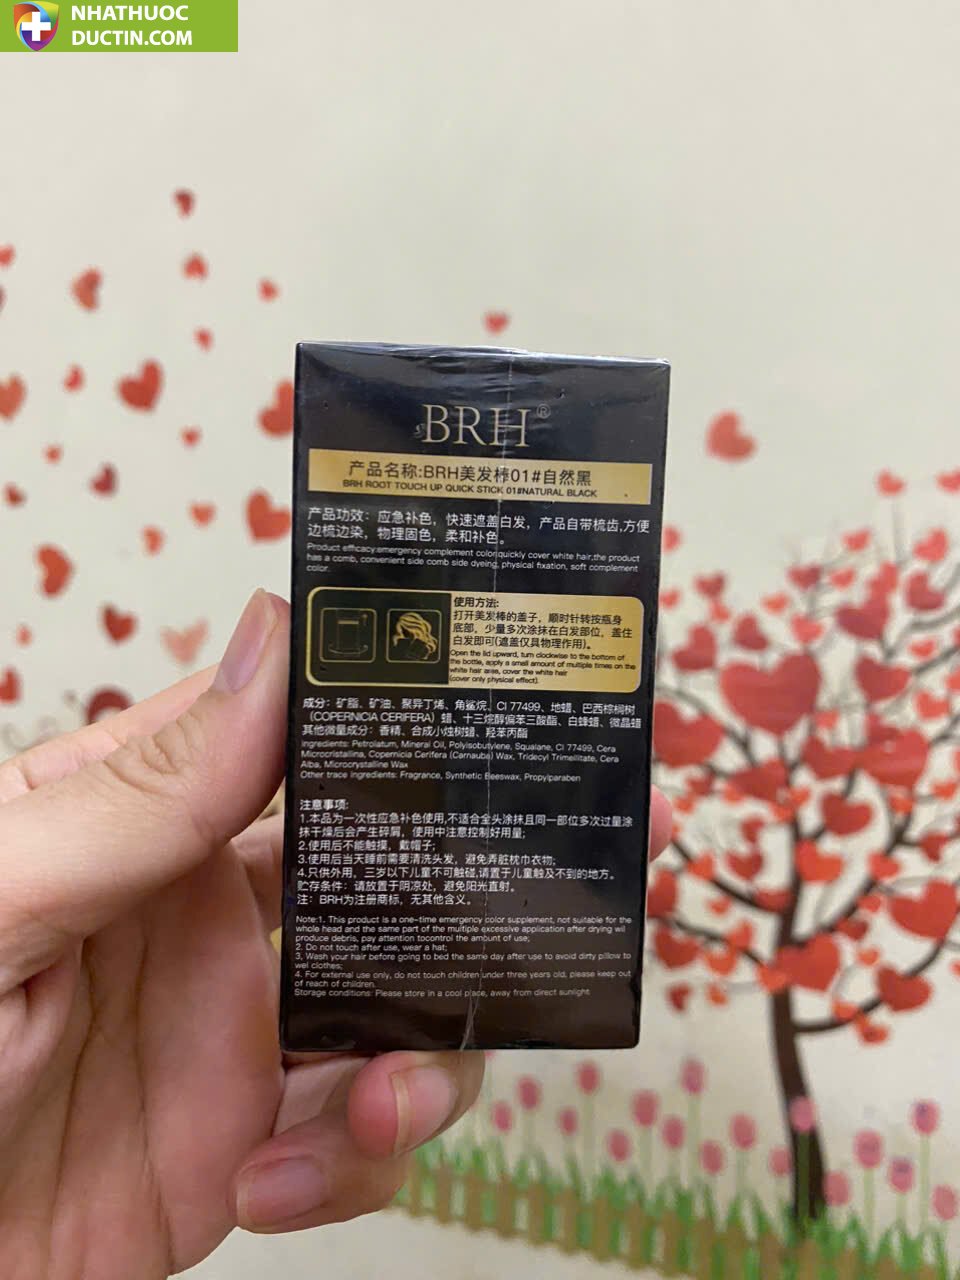 NHATHUOC
DUCTIN.COM
BRH®
产品名称:BRH美发棒01#自然黑
BRH ROOT TOUCH UP QUICK STICK 01#NATURAL BLACK
产品功效：应急补色，快速遮盖白发，产品自带梳齿,方便
边梳边染，物理固色，柔和补色。
Product efficacy:emergency complement color,quickly cover white hair,the product
has a comb, convenient side comb side dyeing, physical fixation, soft complement
color.
使用方法:
打开美发棒的盖子，顺时针转按瓶身
底部，少量多次涂抹在白发部位，盖住
白发即可(遮盖仅具物理作用)。
Open the lid upward, turn clockwise to the bottom of
the bottle, apply a small amount of multiple times on the
white hair area, cover the white hair
(cover only physical effect).
成分：矿脂、矿油、聚异丁烯、角鲨烷、CI 77499、地蜡、巴西棕榈树
（COPERNICIA CERIFERA）蜡、十三烷醇偏苯三酸酯、白蜂蜡、微晶蜡
其他微量成分：香精、合成小烛树蜡、羟苯丙酯
Ingredients: Petrolatum, Mineral Oil, Polyisobutylene, Squalane, CI 77499, Cera
Microcristallina, Copernicia Cerifera (Carnauba) Wax, Tridecyl Trimellitate, Cera
Alba, Microcrystalline Wax
Other trace ingredients: Fragrance, Synthetic Beeswax, Propylparaben
注意事项:
1.本品为一次性应急补色使用,不适合全头涂抹且同一部位多次过量涂
抹干燥后会产生碎屑，使用中注意控制好用量;
2.使用后不能触摸，戴帽子;
3.使用后当天睡前需要清洗头发，避免弄脏枕巾衣物;
4.只供外用，三岁以下儿童不可触碰,请置于儿童触及不到的地方。
贮存条件：请放置于阴凉处，避免阳光直射。
注：BRH为注册商标，无其他含义。
Note:1. This product is a one-time emergency color supplement, not suitable for the
whole head and the same part of the multiple excessive application after drying wil
produce debris, pay attention tocontrol the amount of use;
2. Do not touch after use, wear a hat;
3, Wash your hair before going to bed the same day after use to avoid dirty pillow to
wel clothes;
4. For external use only, do not touch children under three years old, please keep out
of reach of children.
Storage conditions: Please store in a cool place, away from direct sunlight